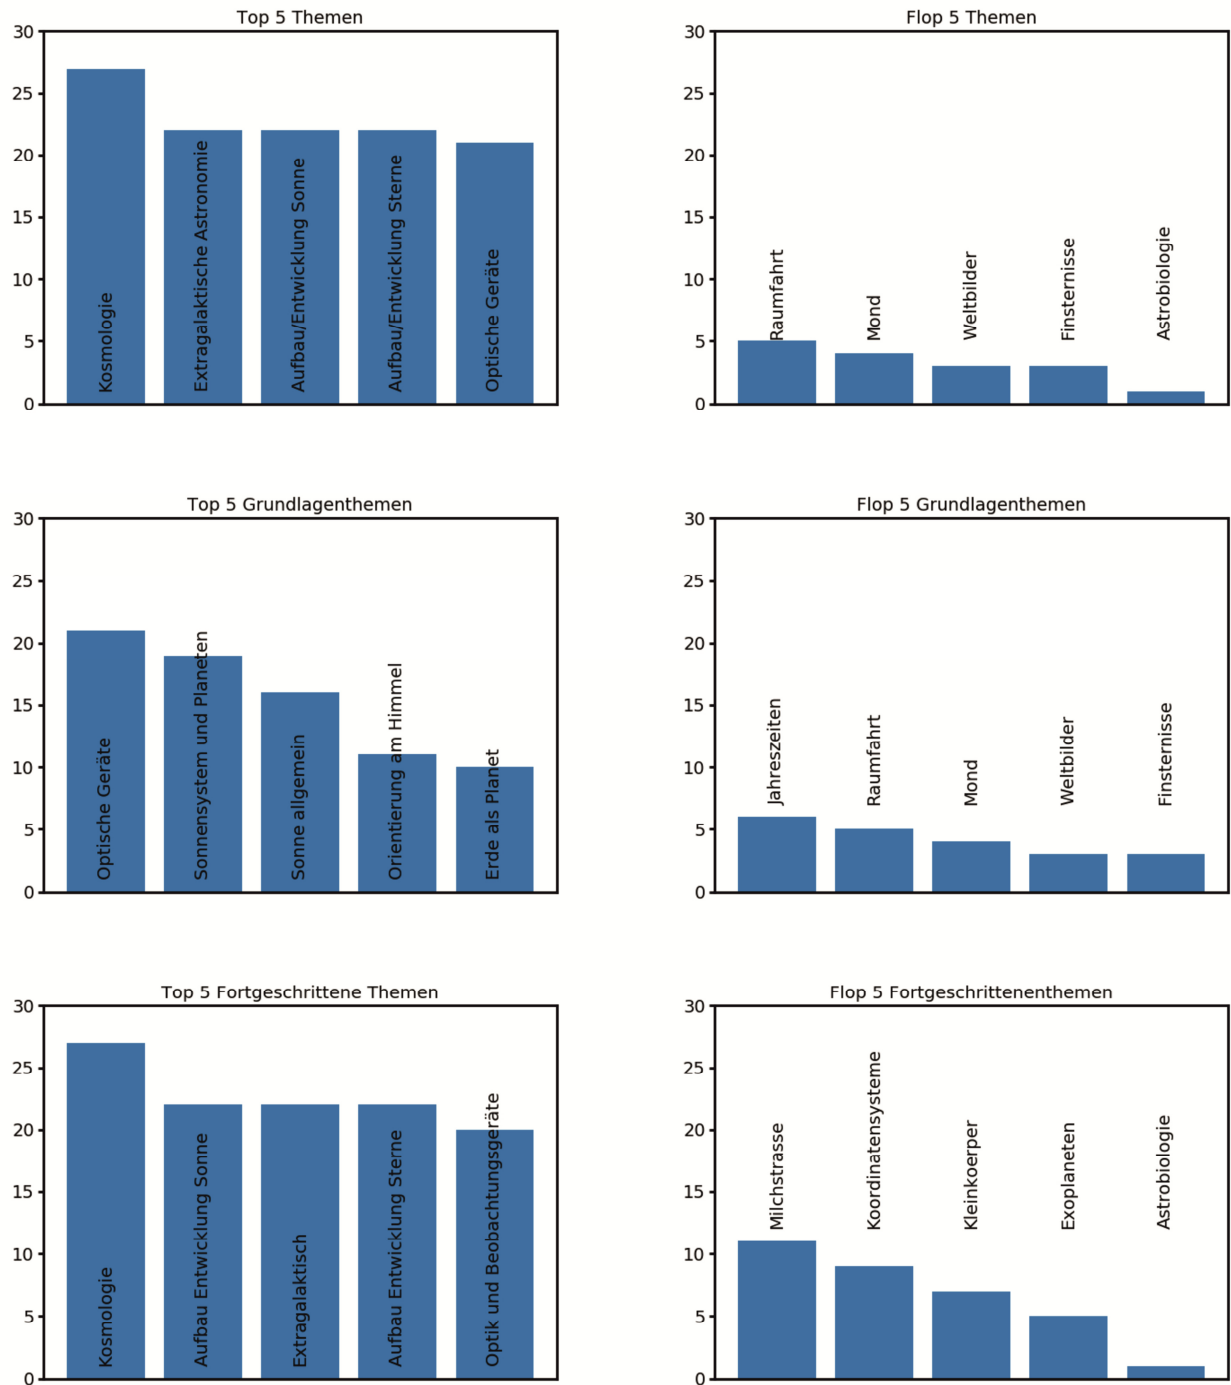 Top 5 Themen
30
25
20
15
10
5
0
Kosmologie
Extragalaktische Astronomie
Aufbau/Entwicklung Sonne
Aufbau/Entwicklung Sterne
Optische Geräte
Flop 5 Themen
30
25
20
15
10
5
0
Raumfahrt
Mond
Weltbilder
Finsternisse
Astrobiologie
Top 5 Grundlagenthemen
30
25
20
15
10
5
0
Optische Geräte
Sonnensystem und Planeten
Sonne allgemein
Orientierung am Himmel
Erde als Planet
Flop 5 Grundlagenthemen
30
25
20
15
10
5
0
Jahreszeiten
Raumfahrt
Mond
Weltbilder
Finsternisse
Top 5 Fortgeschrittene Themen
30
25
20
15
10
5
0
Kosmologie
Aufbau Entwicklung Sonne
Extragalaktisch
Aufbau Entwicklung Sterne
Optik und Beobachtungsgeräte
Flop 5 Fortgeschrittenenthemen
30
25
20
15
10
5
0
Milchstrasse
Koordinatensysteme
Kleinkoerper
Exoplaneten
Astrobiologie